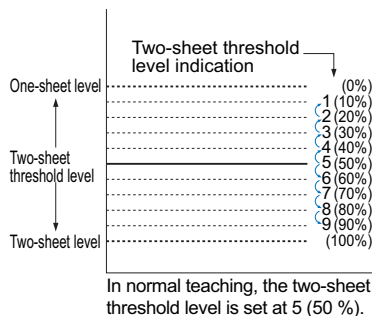 Two-sheet threshold
level indication
One-sheet level
(0%)
1 (10%)
2 (20%)
3 (30%)
4 (40%)
Two-sheet
threshold level
5 (50%)
6 (60%)
7 (70%)
8 (80%)
9 (90%)
Two-sheet level
(100%)
In normal teaching, the two-sheet
threshold level is set at 5 (50 %).